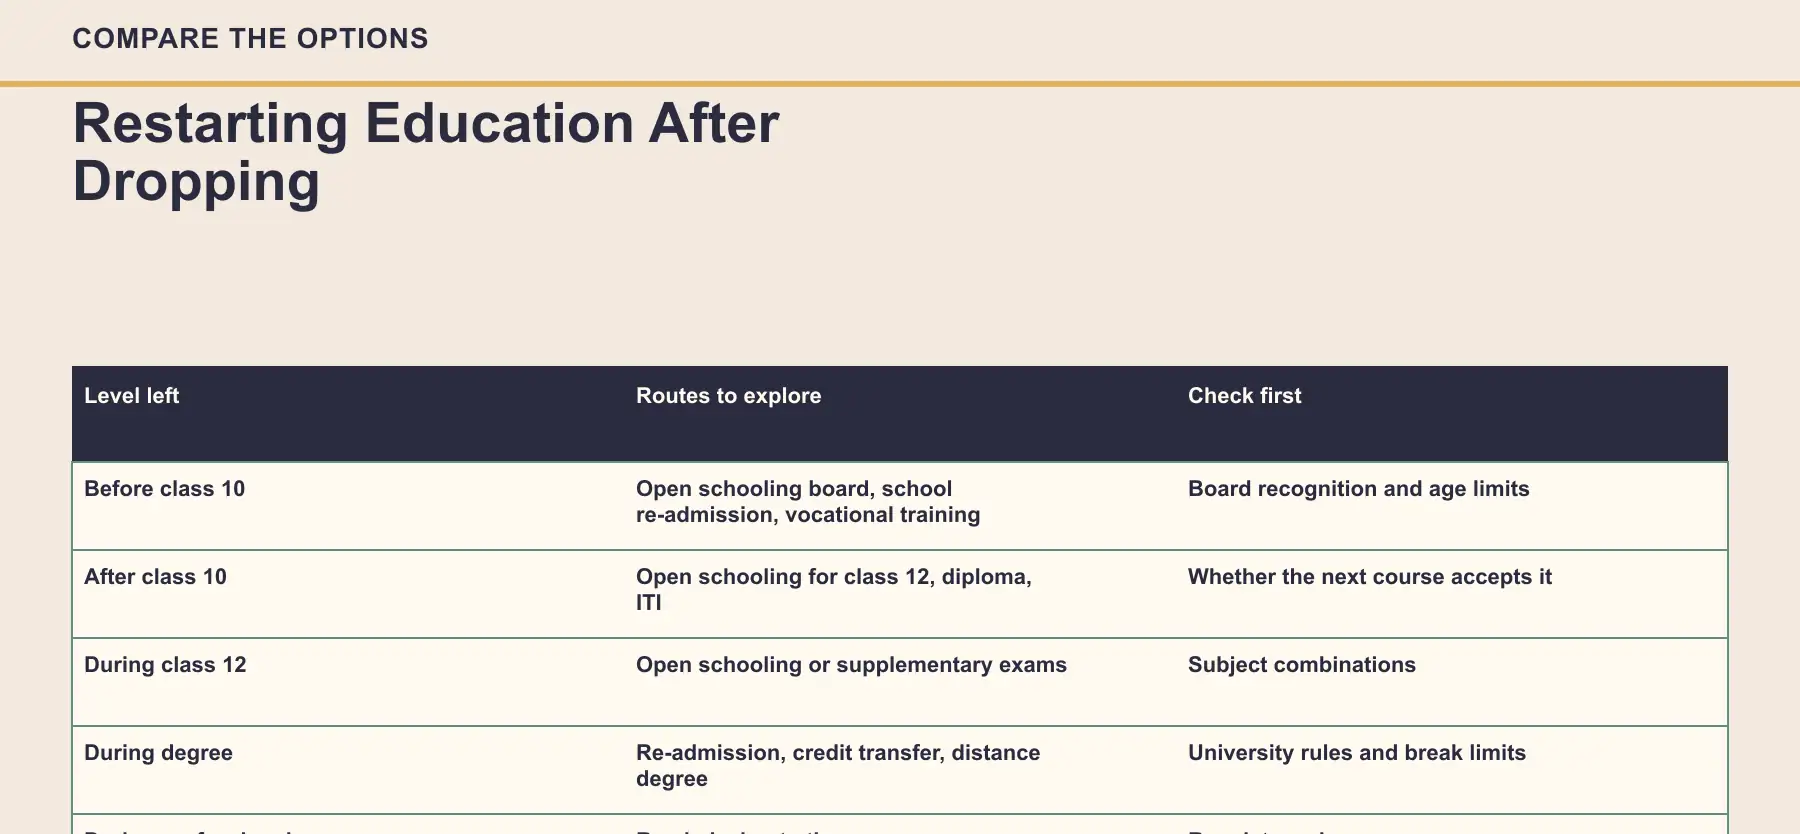 COMPARE THE OPTIONS
Restarting Education After
Dropping
Level left
Routes to explore
Check first
Before class 10
Open schooling board, school
re-admission, vocational training
Board recognition and age limits
After class 10
Open schooling for class 12, diploma,
ITI
Whether the next course accepts it
During class 12
Open schooling or supplementary exams
Subject combinations
During degree
Re-admission, credit transfer, distance
degree
University rules and break limits